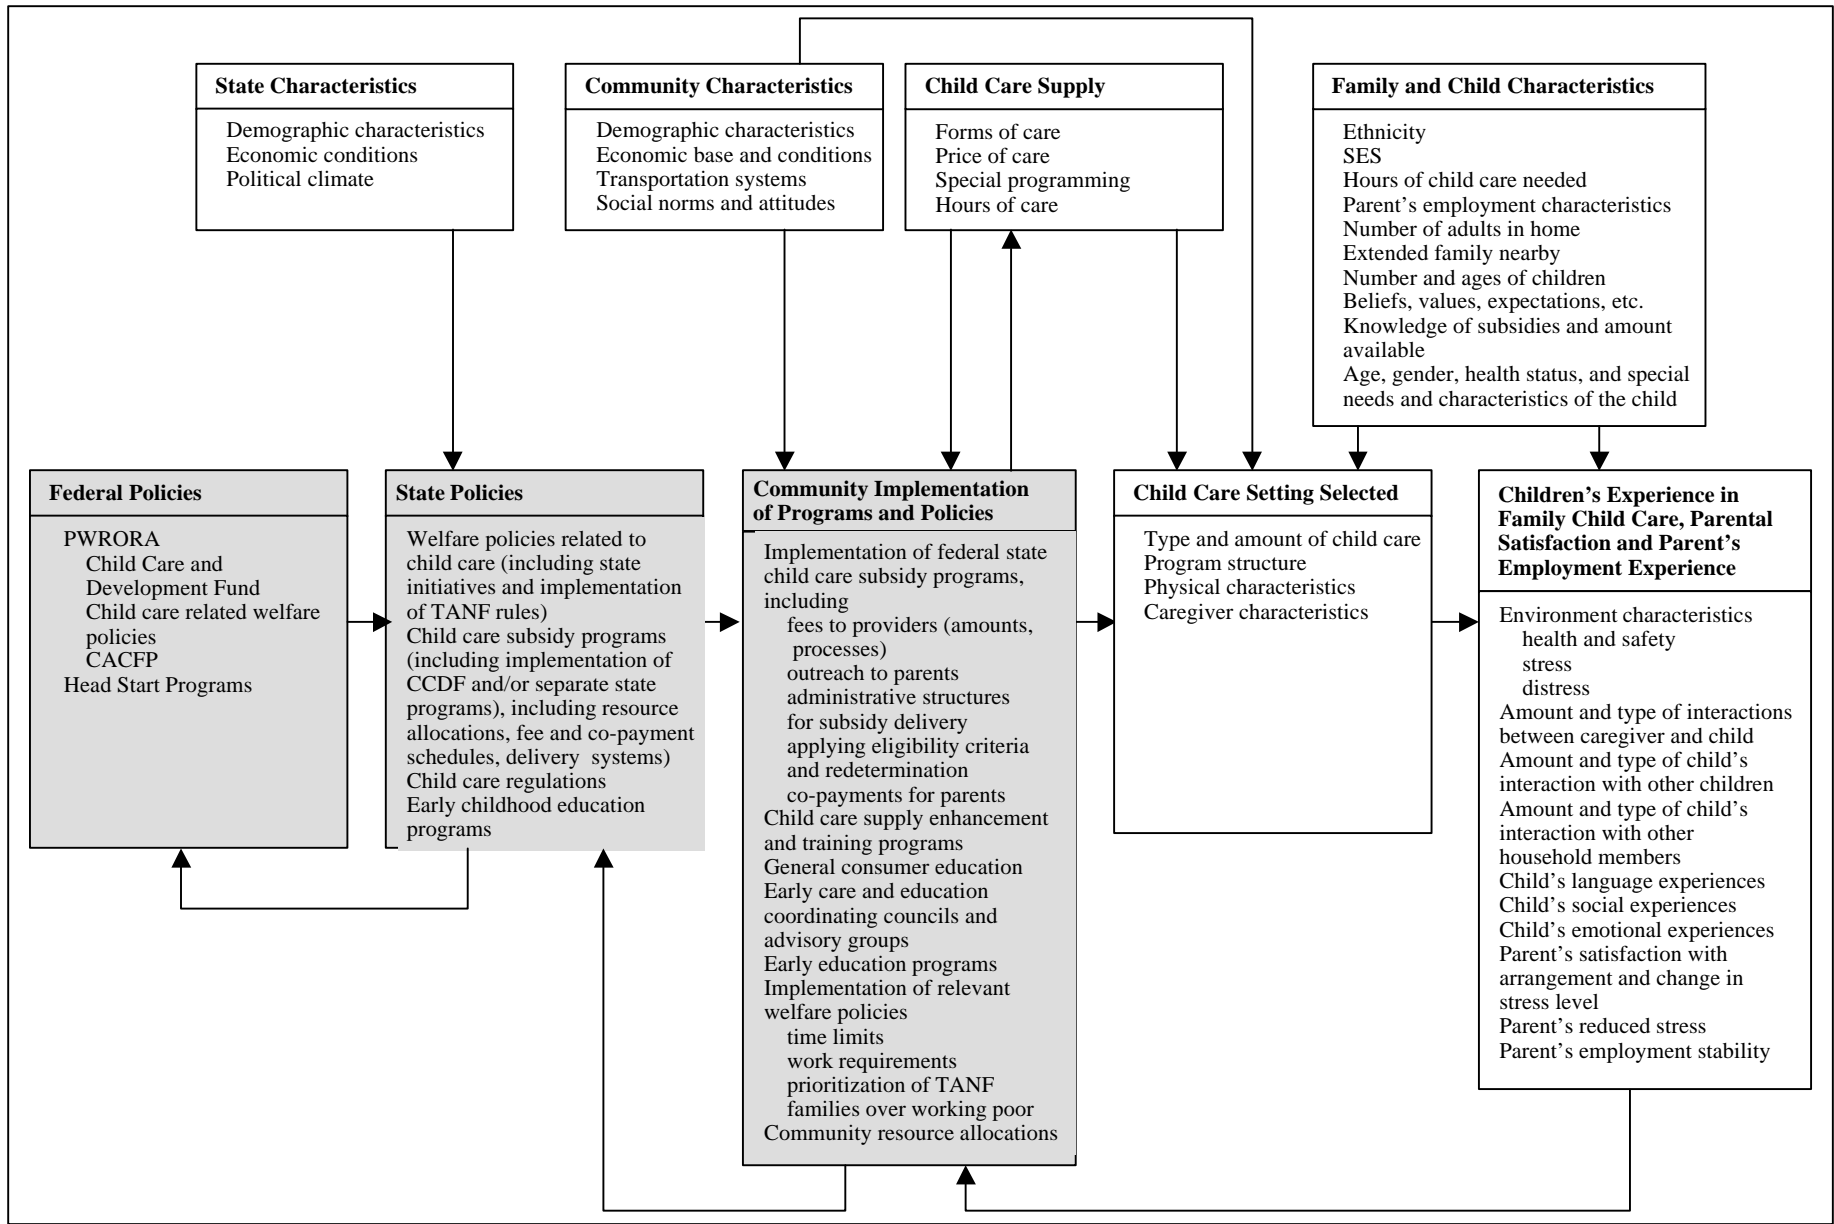 State Characteristics
Demographic characteristics
Economic conditions
Political climate
Community Characteristics
Demographic characteristics
Economic base and conditions
Transportation systems
Social norms and attitudes
Child Care Supply
Forms of care
Price of care
Special programming
Hours of care
Family and Child Characteristics
Ethnicity
SES
Hours of child care needed
Parent’s employment characteristics
Number of adults in home
Extended family nearby
Number and ages of children
Beliefs, values, expectations, etc.
Knowledge of subsidies and amount
available
Age, gender, health status, and special
needs and characteristics of the child
Federal Policies
PWRORA
Child Care and
Development Fund
Child care related welfare
policies
CACFP
Head Start Programs
State Policies
Welfare policies related to
child care (including state
initiatives and implementation
of TANF rules)
Child care subsidy programs
(including implementation of
CCDF and/or separate state
programs), including resource
allocations, fee and co-payment
schedules, delivery systems)
Child care regulations
Early childhood education
programs
Community Implementation
of Programs and Policies
Implementation of federal state
child care subsidy programs,
including
fees to providers (amounts,
processes)
outreach to parents
administrative structures
for subsidy delivery
applying eligibility criteria
and redetermination
co-payments for parents
Child care supply enhancement
and training programs
General consumer education
Early care and education
coordinating councils and
advisory groups
Early education programs
Implementation of relevant
welfare policies
time limits
work requirements
prioritization of TANF
families over working poor
Community resource allocations
Child Care Setting Selected
Type and amount of child care
Program structure
Physical characteristics
Caregiver characteristics
Children’s Experience in
Family Child Care, Parental
Satisfaction and Parent’s
Employment Experience
Environment characteristics
health and safety
stress
distress
Amount and type of interactions
between caregiver and child
Amount and type of child’s
interaction with other children
Amount and type of child’s
interaction with other
household members
Child’s language experiences
Child’s social experiences
Child’s emotional experiences
Parent’s satisfaction with
arrangement and change in
stress level
Parent’s reduced stress
Parent’s employment stability